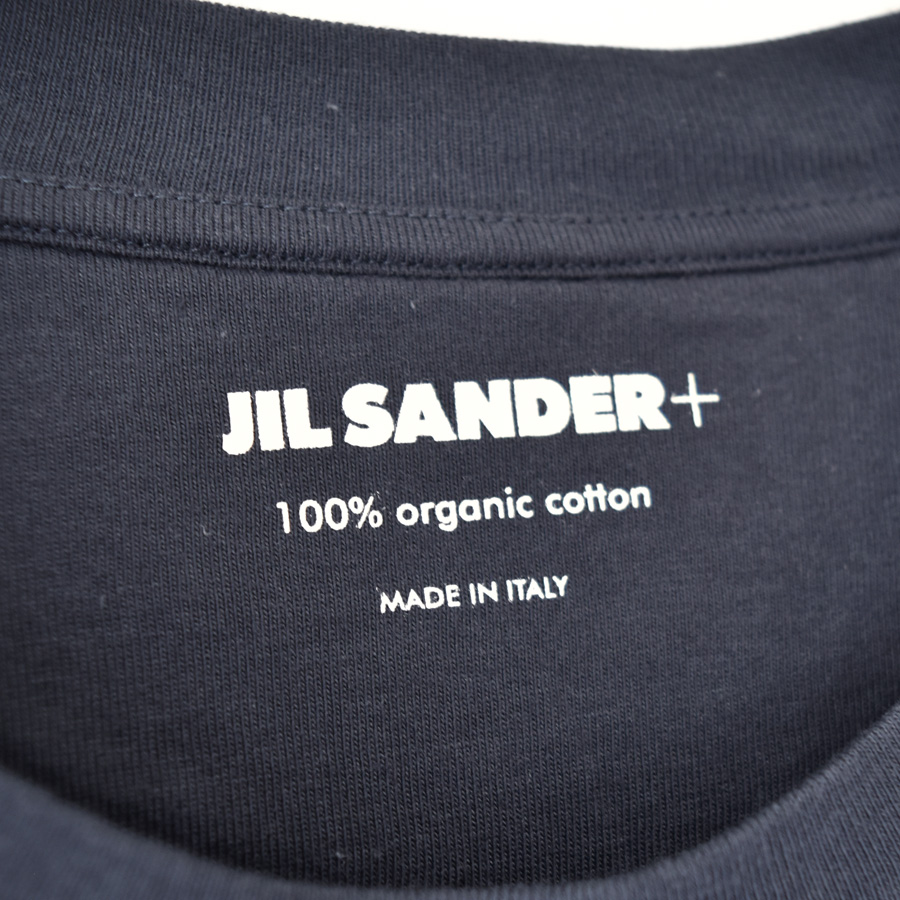 JIL SANDER+
100% organic cotton
MADE IN ITALY